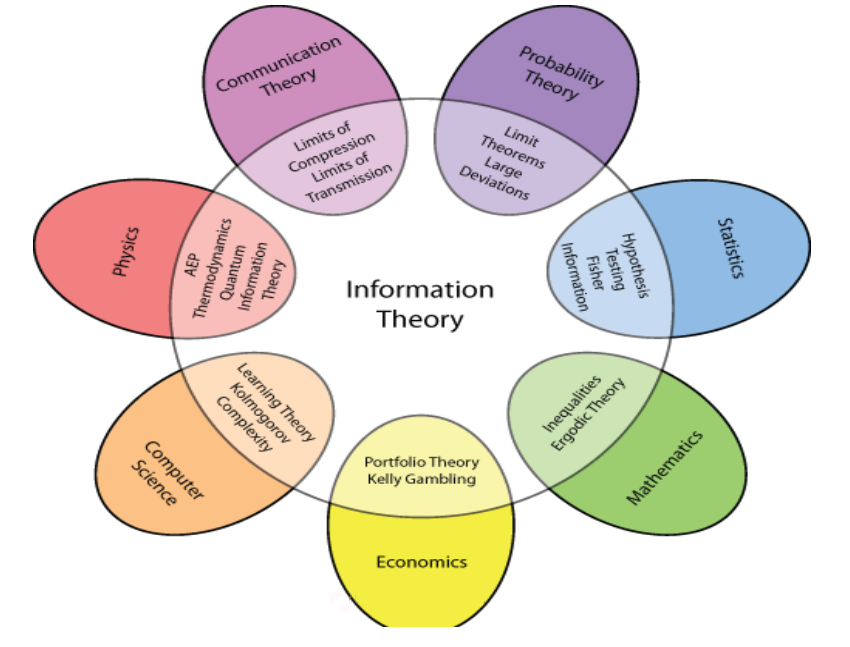 Communication
Theory
Limits of
Compression
Limits of
Transmission
Probability
Theory
Limit
Theorems
Large
Deviations
Physics
AEP
Thermodynamics
Quantum
Information
Theory
Information
Theory
Hypothesis
Testing
Fisher
Information
Statistics
Computer
Science
Learning Theory
Kolmogorov
Complexity
Portfolio Theory
Kelly Gambling
Economics
Inequalities
Ergodic Theory
Mathematics